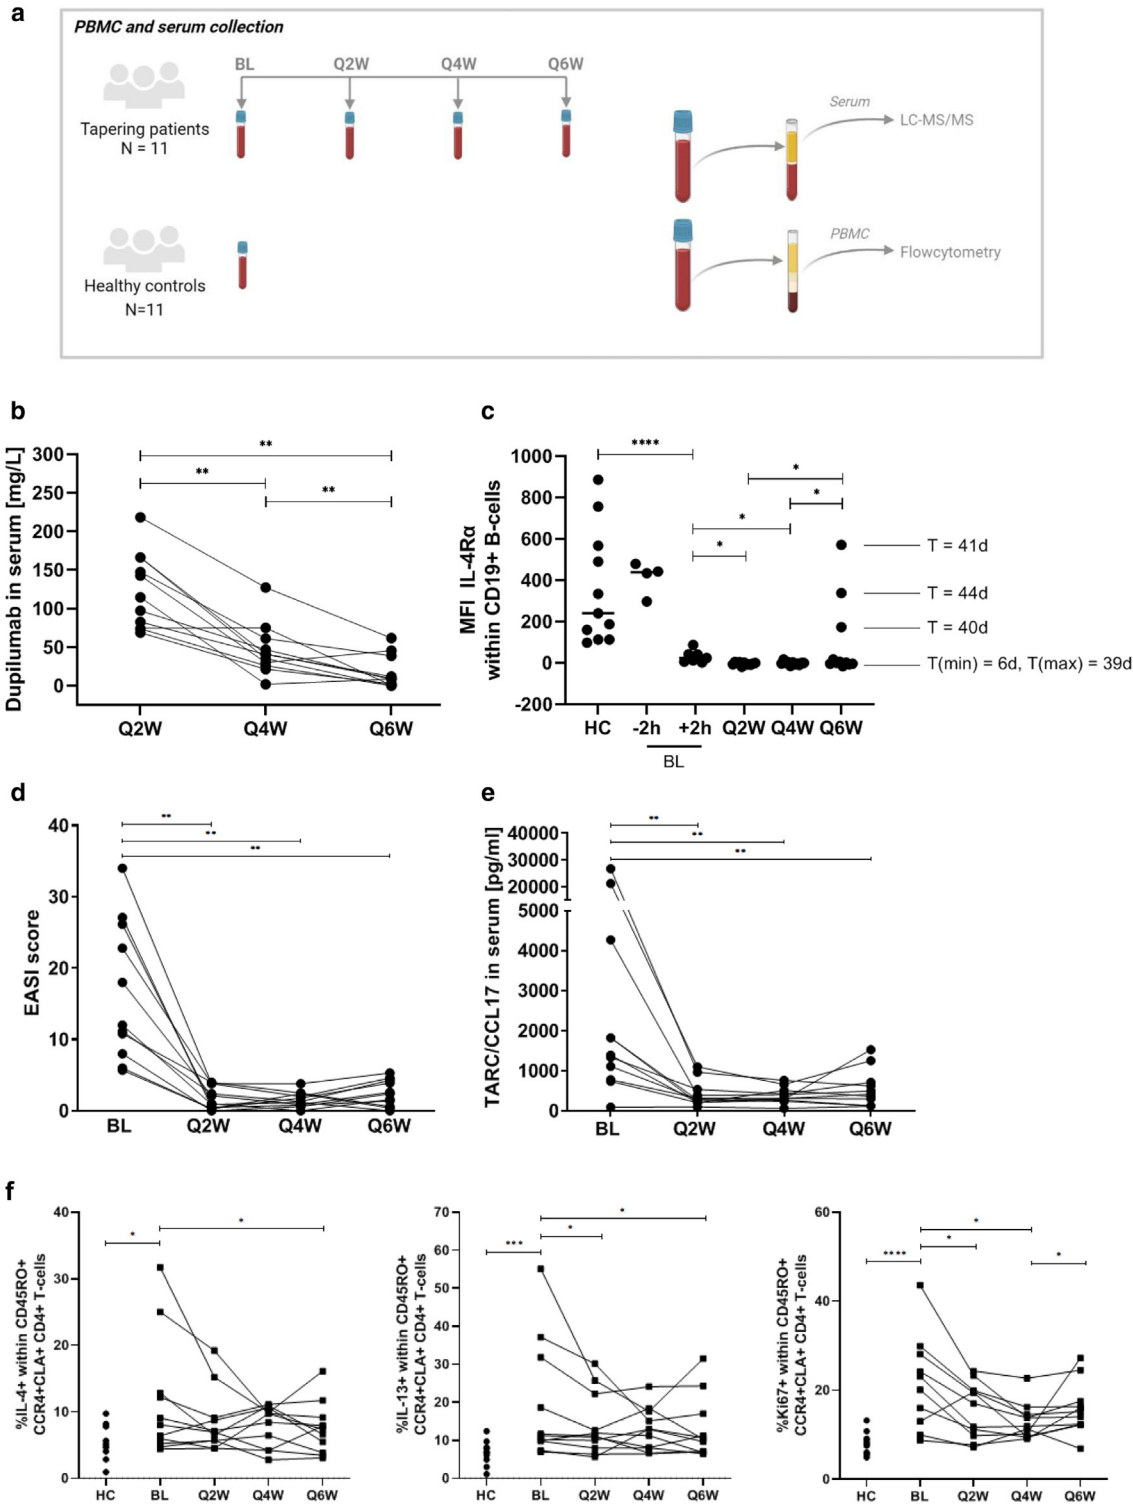 a
PBMC and serum collection
BL
Q2W
Q4W
Q6W
Tapering patients
N = 11
Serum
LC-MS/MS
Healthy controls
N=11
PBMC
Flowcytometry
b
Dupilumab in serum [mg/L]
300
250
200
150
100
50
0
**
**
**
Q2W
Q4W
Q6W
c
MFI IL-4Rα
within CD19+ B-cells
1000
800
600
400
200
0
-200
****
*
*
*
*
T = 41d
T = 44d
T = 40d
T(min) = 6d, T(max) = 39d
HC
-2h
+2h
Q2W
Q4W
Q6W
BL
d
EASI score
40
30
20
10
0
**
**
**
BL
Q2W
Q4W
Q6W
e
TARC/CCL17 in serum [pg/ml]
40000
30000
20000
5000
4000
3000
2000
1000
0
**
**
**
BL
Q2W
Q4W
Q6W
f
%IL-4+ within CD45RO+
CCR4+CLA+ CD4+ T-cells
40
30
20
10
0
*
*
HC
BL
Q2W
Q4W
Q6W
%IL-13+ within CD45RO+
CCR4+CLA+ CD4+ T-cells
70
60
50
40
30
20
10
0
***
*
*
HC
BL
Q2W
Q4W
Q6W
%Ki67+ within CD45RO+
CCR4+CLA+ CD4+ T-cells
60
40
20
0
****
*
*
*
HC
BL
Q2W
Q4W
Q6W